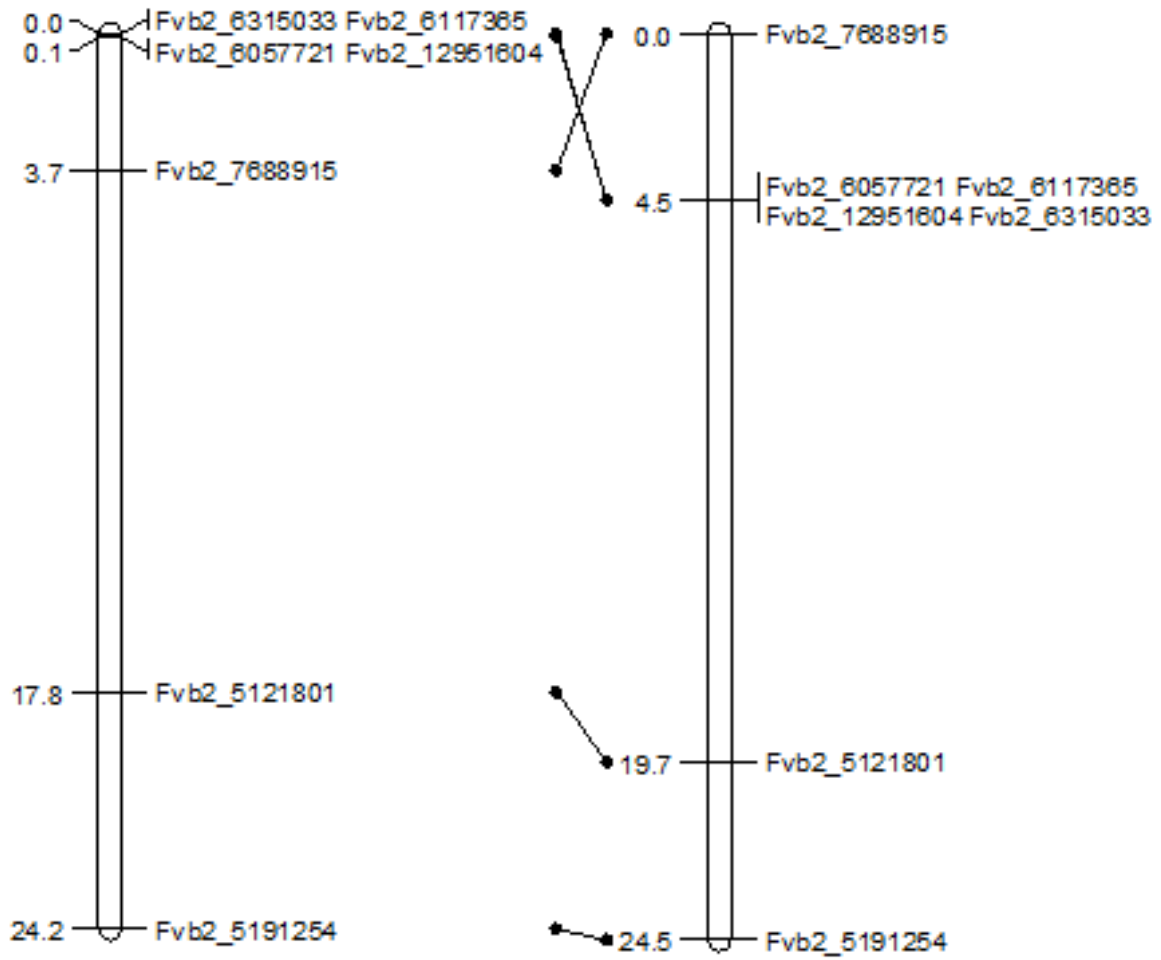 0.0 Fvb2_6315033 Fvb2_6117365
0.1 Fvb2_6057721 Fvb2_12951604
3.7 Fvb2_7688915
17.8 Fvb2_5121801
24.2 Fvb2_5191254
0.0 Fvb2_7688915
Fvb2_6057721 Fvb2_6117365
4.5
Fvb2_12951604 Fvb2_6315033
19.7 Fvb2_5121801
24.5 Fvb2_5191254